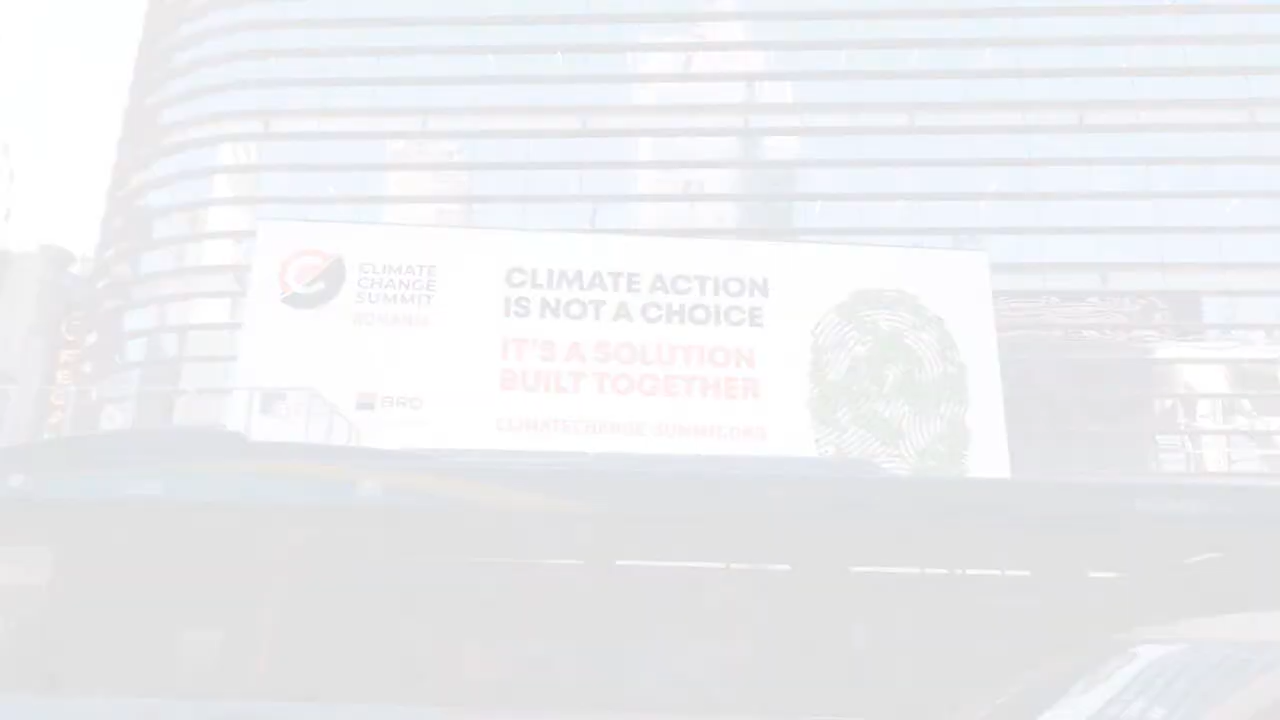 CLIMATE
CHANGE
SUMMIT
ROMANIA
BRD
CLIMATE ACTION
IS NOT A CHOICE
IT'S A SOLUTION
BUILT TOGETHER
CLIMATECHANGE-SUMMIT.ORG